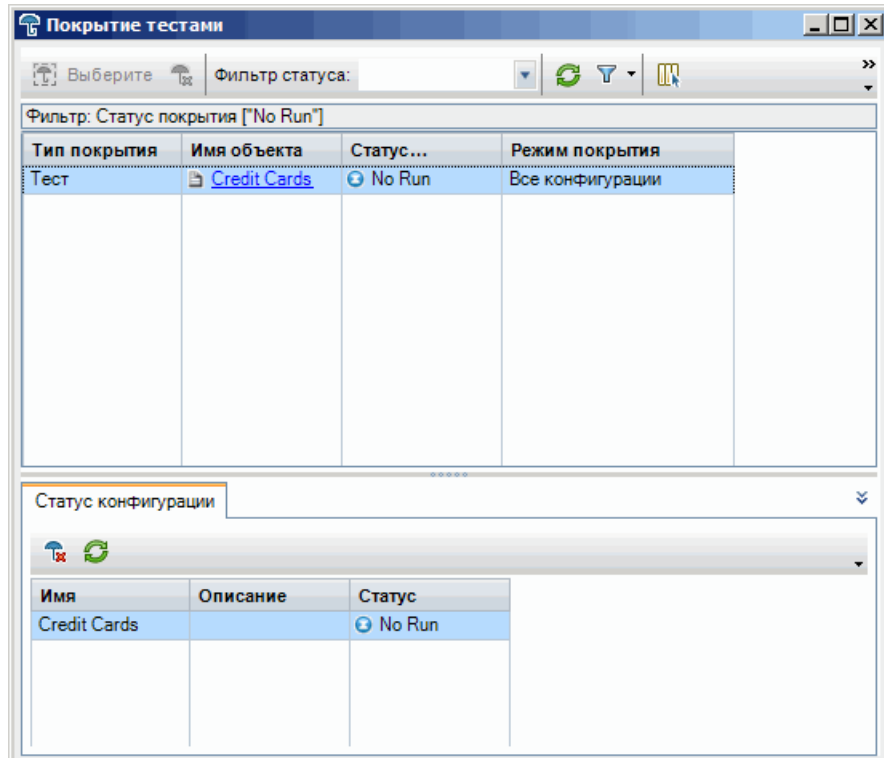 Покрытие тестами
Выберите Фильтр статуса:
Фильтр: Статус покрытия ["No Run"]
Тип покрытия Имя объекта Статус... Режим покрытия
Тест Credit Cards No Run Все конфигурации
Статус конфигурации
Имя Описание Статус
Credit Cards No Run